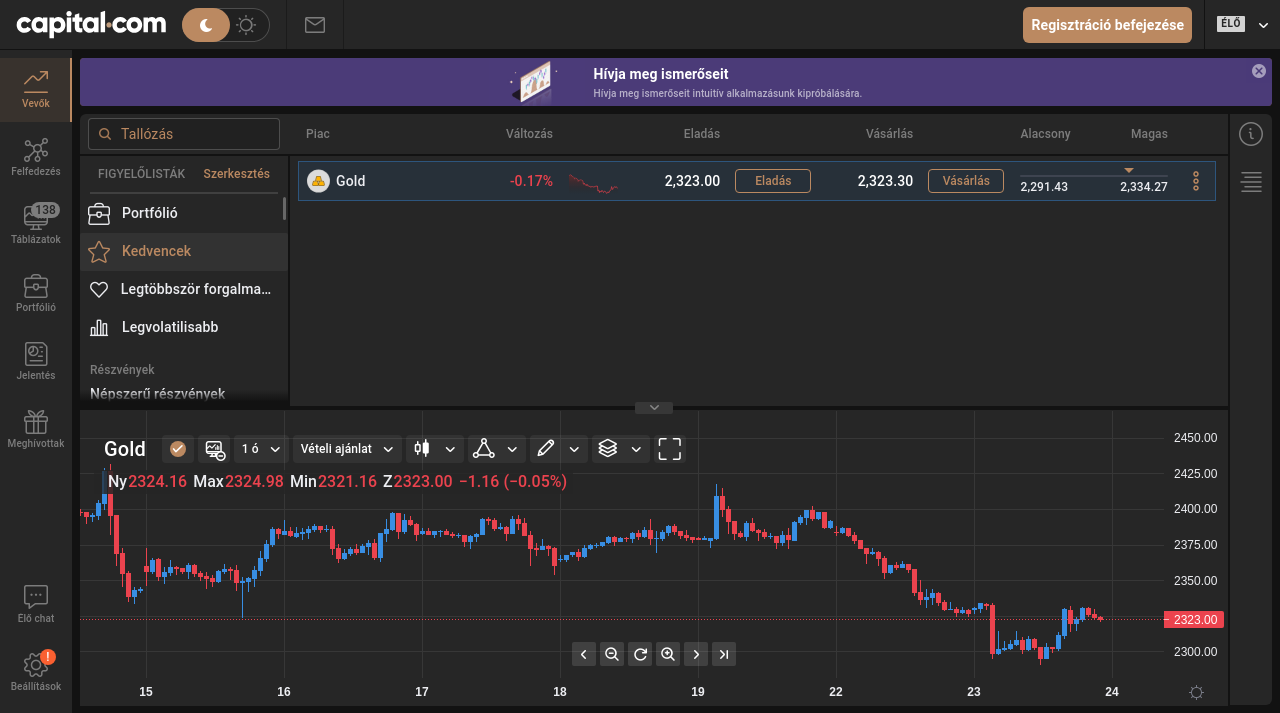 capital.com
Regisztráció befejezése
ÉLŐ
Vevők
Felfedezés
138
Táblázatok
Portfólió
Jelentés
Meghívottak
Elő chat
!
Beállítások
Hívja meg ismerőseit
Hívja meg ismerőseit intuitív alkalmazásunk kipróbálására.
Tallózás
Piac Változás Eladás Vásárlás Alacsony Magas
FIGYELŐLISTÁK Szerkesztés
Portfólió
Kedvencek
Legtöbbször forgalma...
Legvolatilisabb
Részvények
Népszerű részvények
Gold -0.17% 2,323.00 Eladás 2,323.30 Vásárlás 2,291.43 2,334.27
Gold 1 ó Vételi ajánlat
Ny2324.16 Max2324.98 Min2321.16 Z2323.00 −1.16 (−0.05%)
2450.00
2425.00
2400.00
2375.00
2350.00
2323.00
2300.00
15 16 17 18 19 22 23 24